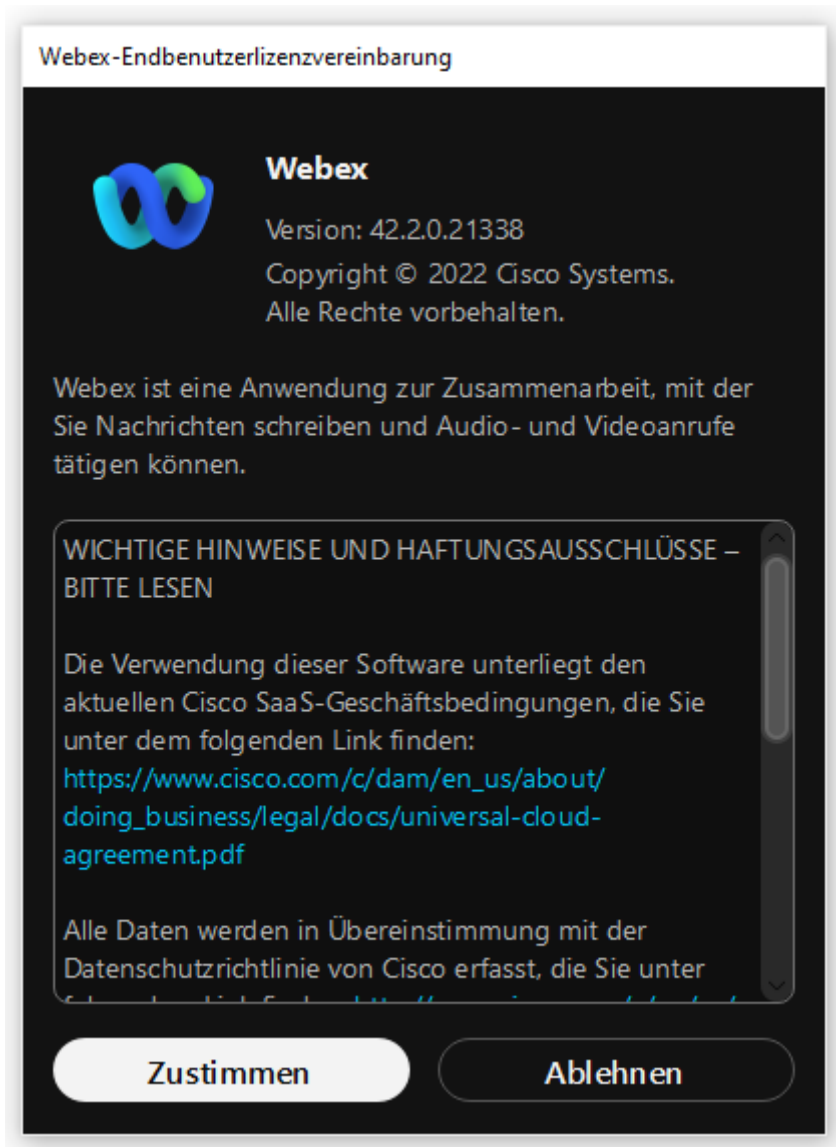 Webex-Endbenutzerlizenzvereinbarung
Webex
Version: 42.2.0.21338
Copyright © 2022 Cisco Systems.
Alle Rechte vorbehalten.
Webex ist eine Anwendung zur Zusammenarbeit, mit der
Sie Nachrichten schreiben und Audio- und Videoanrufe
tätigen können.
WICHTIGE HINWEISE UND HAFTUNGSAUSSCHLÜSSE –
BITTE LESEN
Die Verwendung dieser Software unterliegt den
aktuellen Cisco SaaS-Geschäftsbedingungen, die Sie
unter dem folgenden Link finden:
https://www.cisco.com/c/dam/en_us/about/
doing_business/legal/docs/universal-cloud-
agreement.pdf
Alle Daten werden in Übereinstimmung mit der
Datenschutzrichtlinie von Cisco erfasst, die Sie unter
Zustimmen
Ablehnen